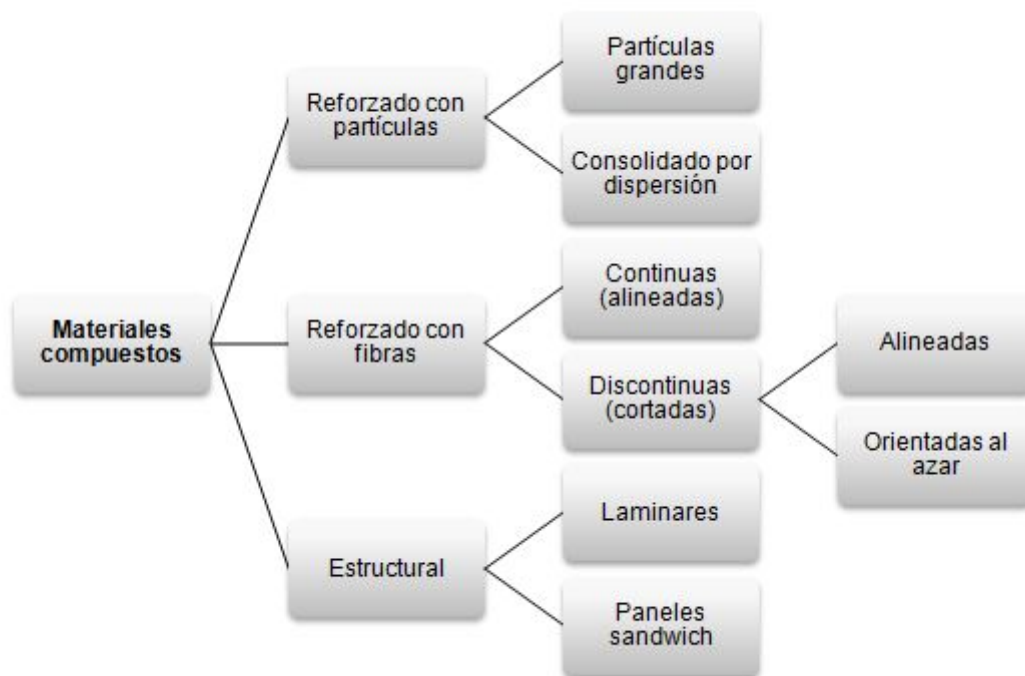 Materiales
compuestos
Reforzado con
partículas
Partículas
grandes
Consolidado por
dispersión
Reforzado con
fibras
Continuas
(alineadas)
Discontinuas
(cortadas)
Alineadas
Orientadas al
azar
Estructural
Laminares
Paneles
sandwich